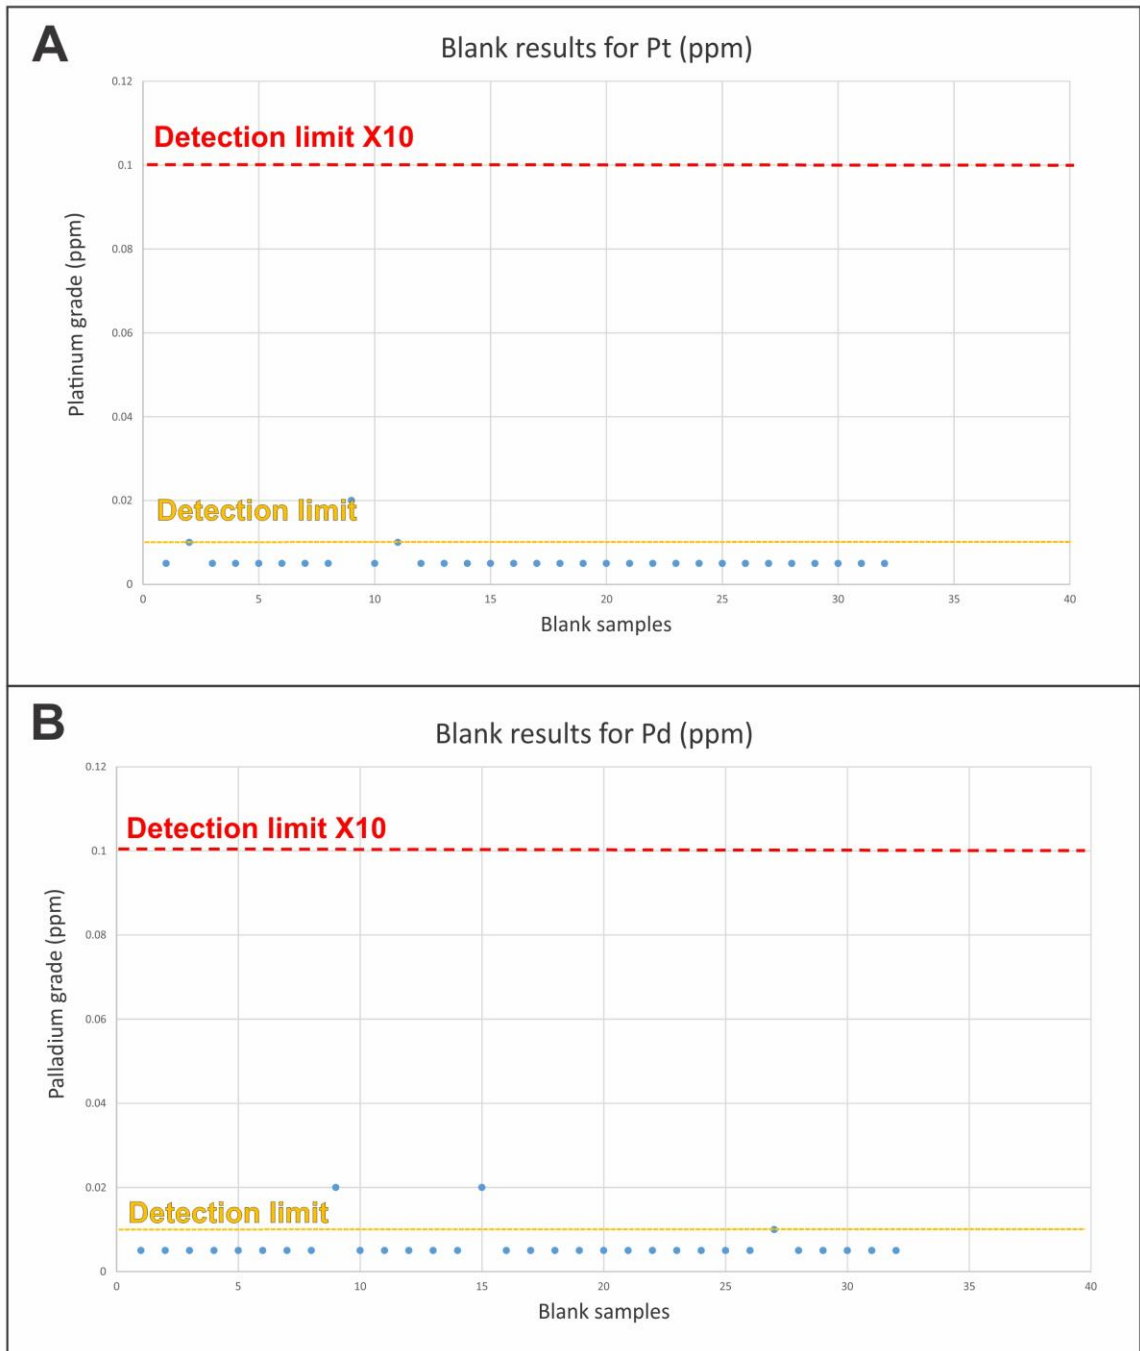 A
Blank results for Pt (ppm)
0.12
Detection limit X10
0.1
0.08
Platinum grade (ppm)
0.06
0.04
0.02
Detection limit
0
0 5 10 15 20 25 30 35 40
Blank samples
B
Blank results for Pd (ppm)
0.12
Detection limit X10
0.1
0.08
Palladium grade (ppm)
0.06
0.04
0.02
Detection limit
0
0 5 10 15 20 25 30 35 40
Blank samples